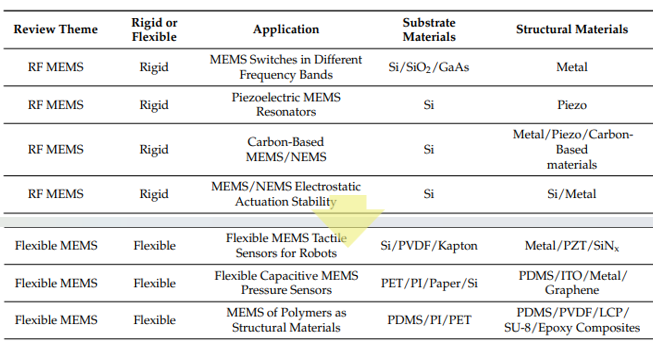 Review Theme Rigid or Flexible Application Substrate Materials Structural Materials
RF MEMS Rigid MEMS Switches in Different Frequency Bands Si/SiO₂/GaAs Metal
RF MEMS Rigid Piezoelectric MEMS Resonators Si Piezo
RF MEMS Rigid Carbon-Based MEMS/NEMS Si Metal/Piezo/Carbon-Based materials
RF MEMS Rigid MEMS/NEMS Electrostatic Actuation Stability Si Si/Metal
Flexible MEMS Flexible Flexible MEMS Tactile Sensors for Robots Si/PVDF/Kapton Metal/PZT/SiNₓ
Flexible MEMS Flexible Flexible Capacitive MEMS Pressure Sensors PET/PI/Paper/Si PDMS/ITO/Metal/Graphene
Flexible MEMS Flexible MEMS of Polymers as Structural Materials PDMS/PI/PET PDMS/PVDF/LCP/SU-8/Epoxy Composites